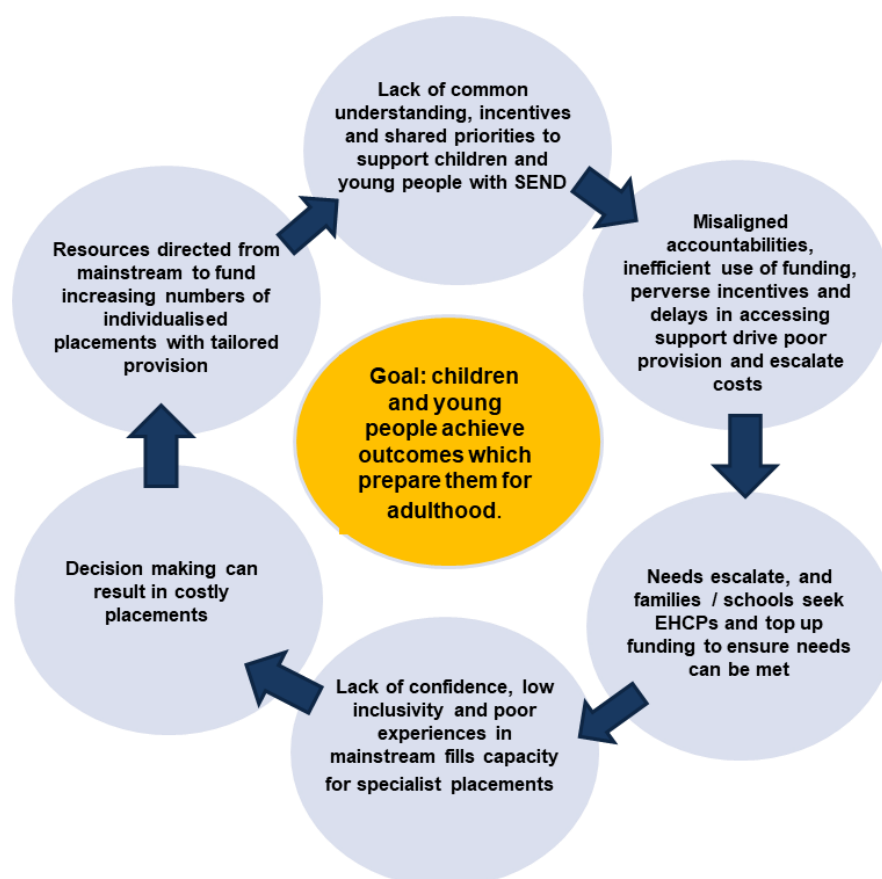 Lack of common
understanding, incentives
and shared priorities to
support children and
young people with SEND
Misaligned
accountabilities,
inefficient use of funding,
perverse incentives and
delays in accessing
support drive poor
provision and escalate
costs
Needs escalate, and
families / schools seek
EHCPs and top up
funding to ensure needs
can be met
Lack of confidence, low
inclusivity and poor
experiences in
mainstream fills capacity
for specialist placements
Decision making can
result in costly
placements
Resources directed from
mainstream to fund
increasing numbers of
individualised
placements with tailored
provision
Goal: children
and young
people achieve
outcomes which
prepare them for
adulthood.